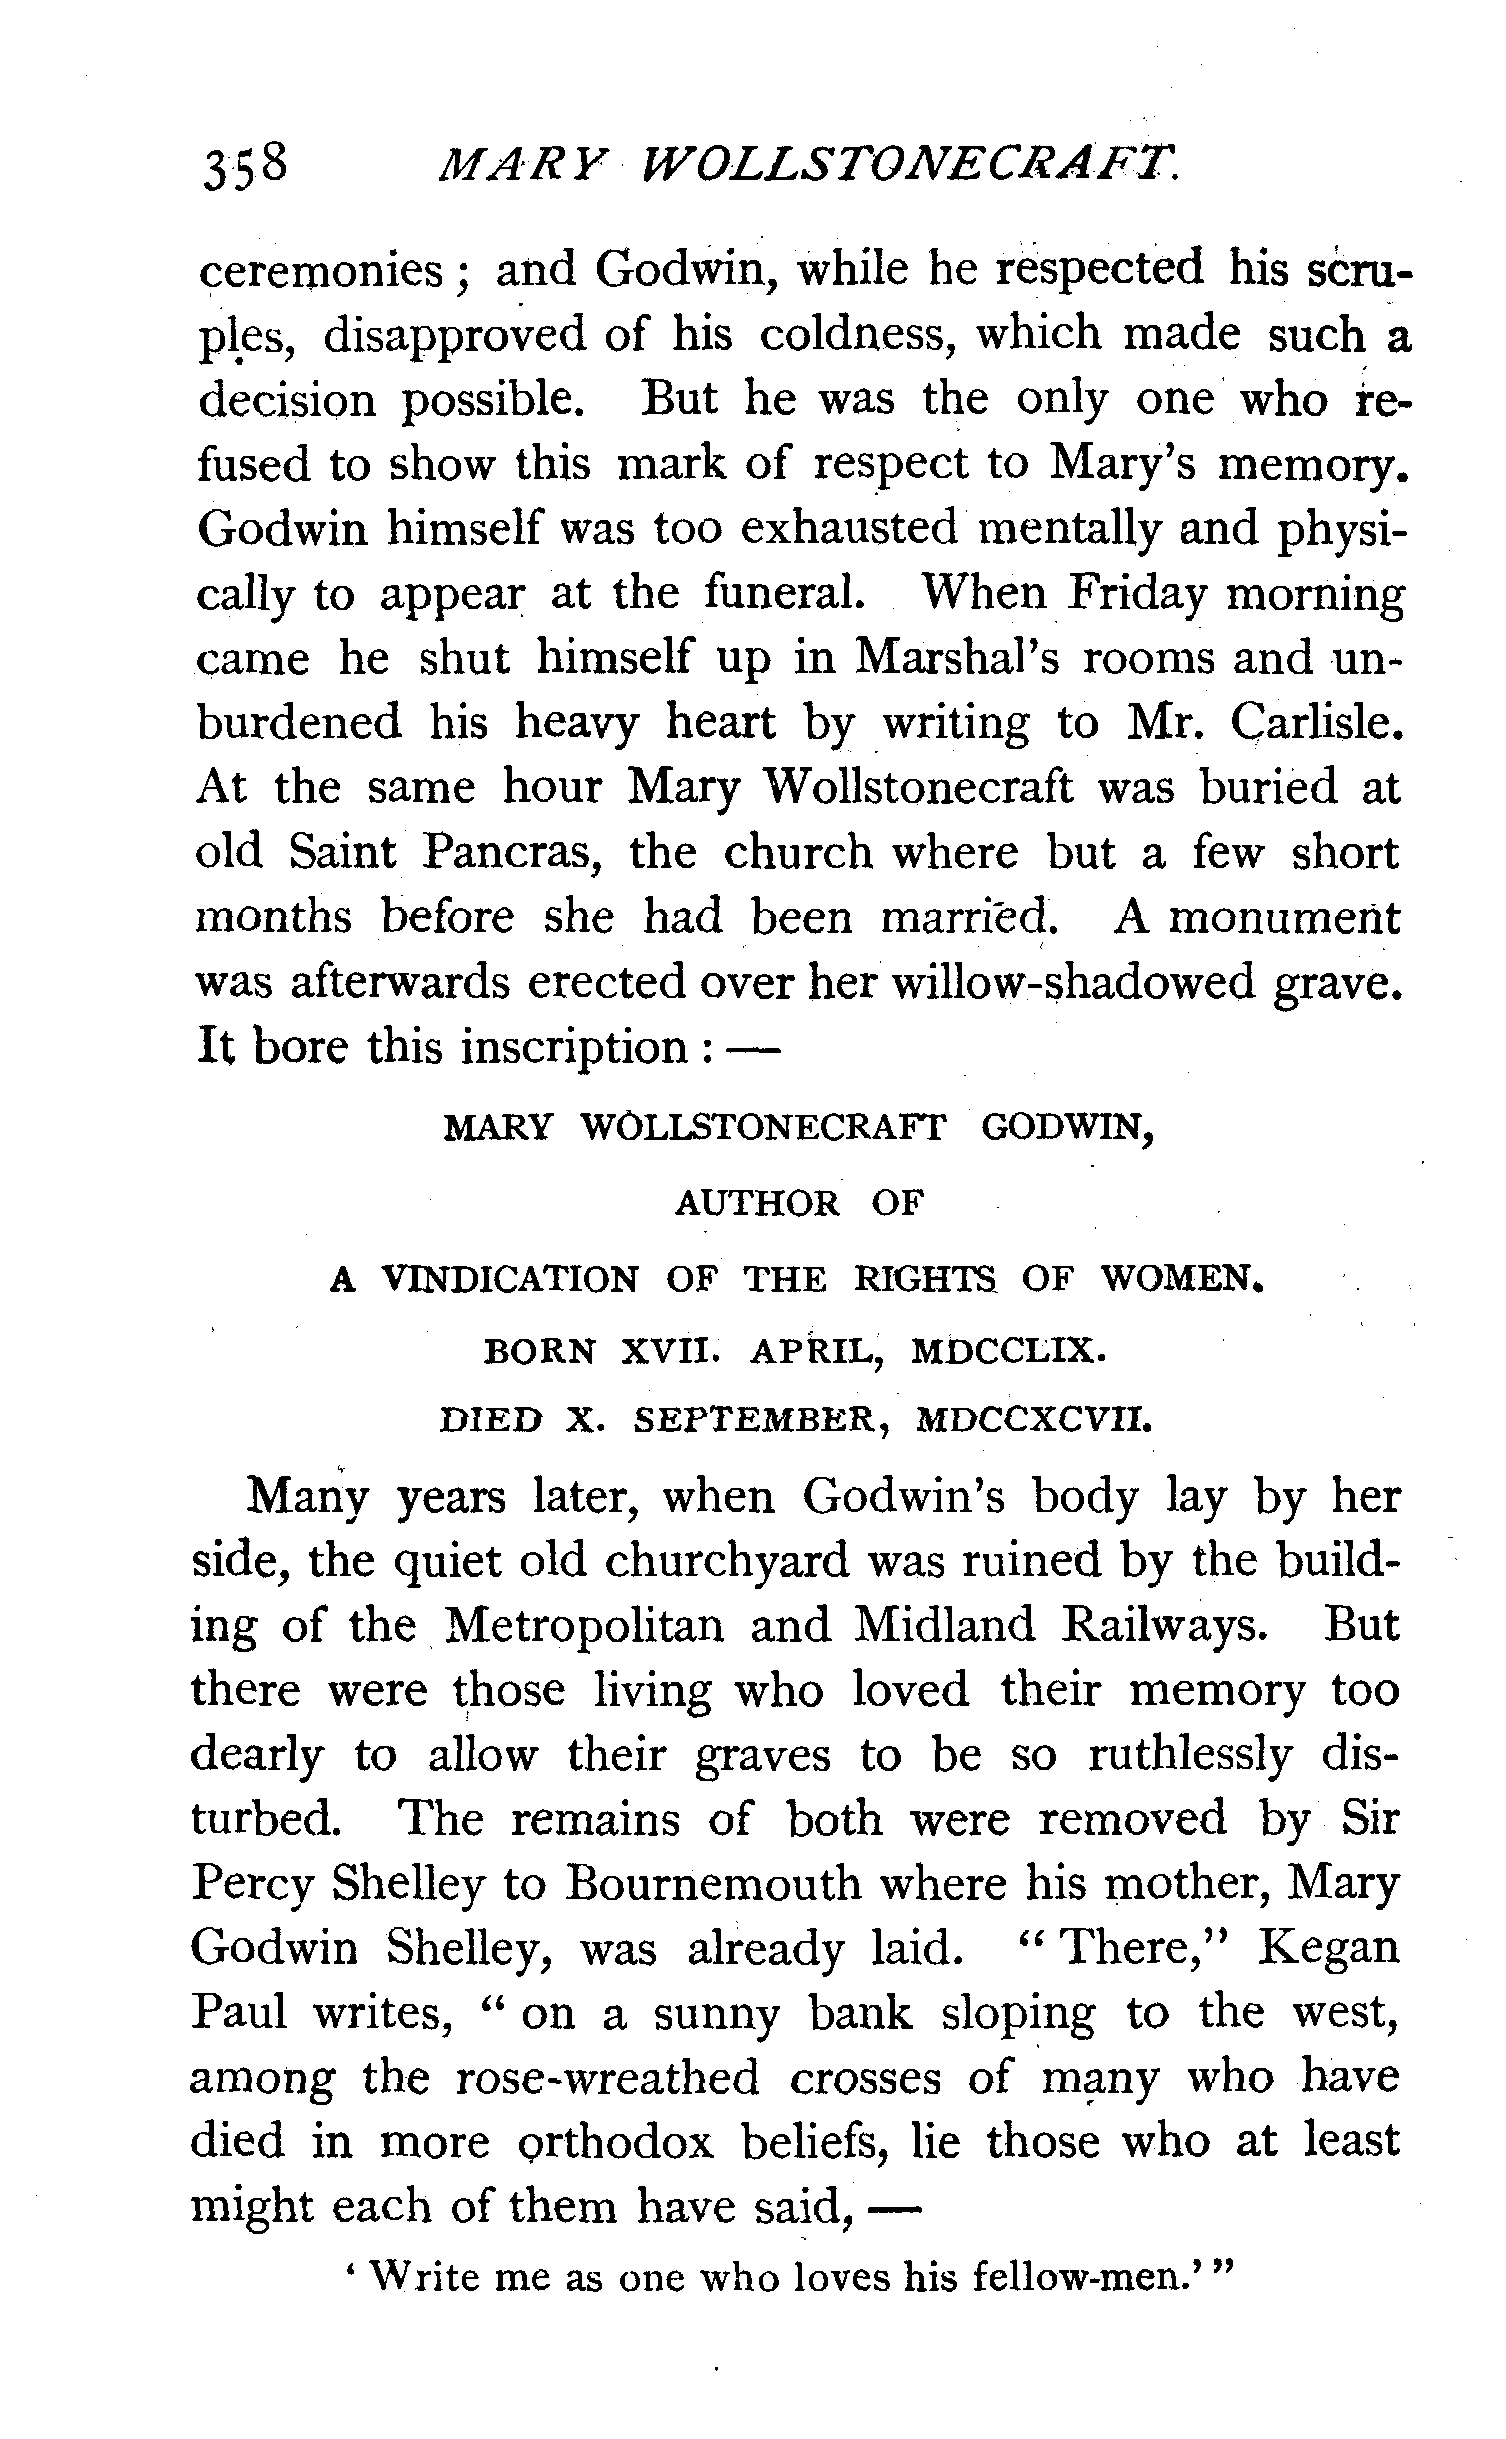 358 MARY WOLLSTONECRAFT.
ceremonies ; and Godwin, while he respected his scru-
ples, disapproved of his coldness, which made such a
decision possible. But he was the only one who re-
fused to show this mark of respect to Mary's memory.
Godwin himself was too exhausted mentally and physi-
cally to appear at the funeral. When Friday morning
came he shut himself up in Marshal's rooms and un-
burdened his heavy heart by writing to Mr. Carlisle.
At the same hour Mary Wollstonecraft was buried at
old Saint Pancras, the church where but a few short
months before she had been married. A monument
was afterwards erected over her willow-shadowed grave.
It bore this inscription : —
MARY WOLLSTONECRAFT GODWIN,
AUTHOR OF
A VINDICATION OF THE RIGHTS OF WOMEN.
BORN XVII. APRIL, MDCCLIX.
DIED X. SEPTEMBER, MDCCXCVII.
Many years later, when Godwin's body lay by her
side, the quiet old churchyard was ruined by the build-
ing of the Metropolitan and Midland Railways. But
there were those living who loved their memory too
dearly to allow their graves to be so ruthlessly dis-
turbed. The remains of both were removed by Sir
Percy Shelley to Bournemouth where his mother, Mary
Godwin Shelley, was already laid. “ There,” Kegan
Paul writes, “ on a sunny bank sloping to the west,
among the rose-wreathed crosses of many who have
died in more orthodox beliefs, lie those who at least
might each of them have said, —
‘ Write me as one who loves his fellow-men.’ ”